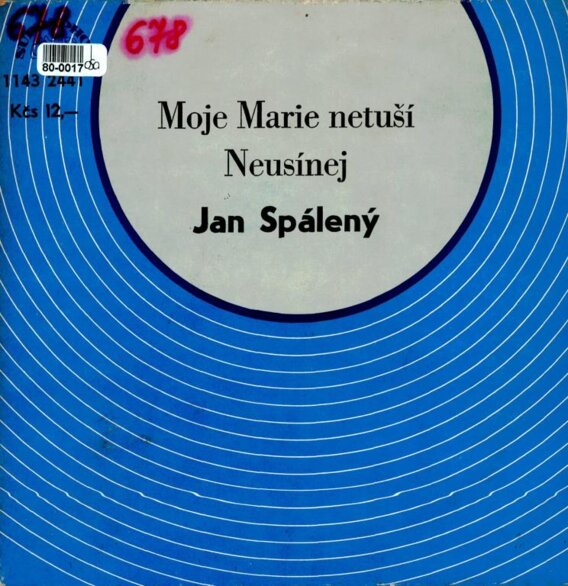 678
678
80-0017
1143 2441
Kčs 12,—
Moje Marie netuší
Neusínej
Jan Spálený